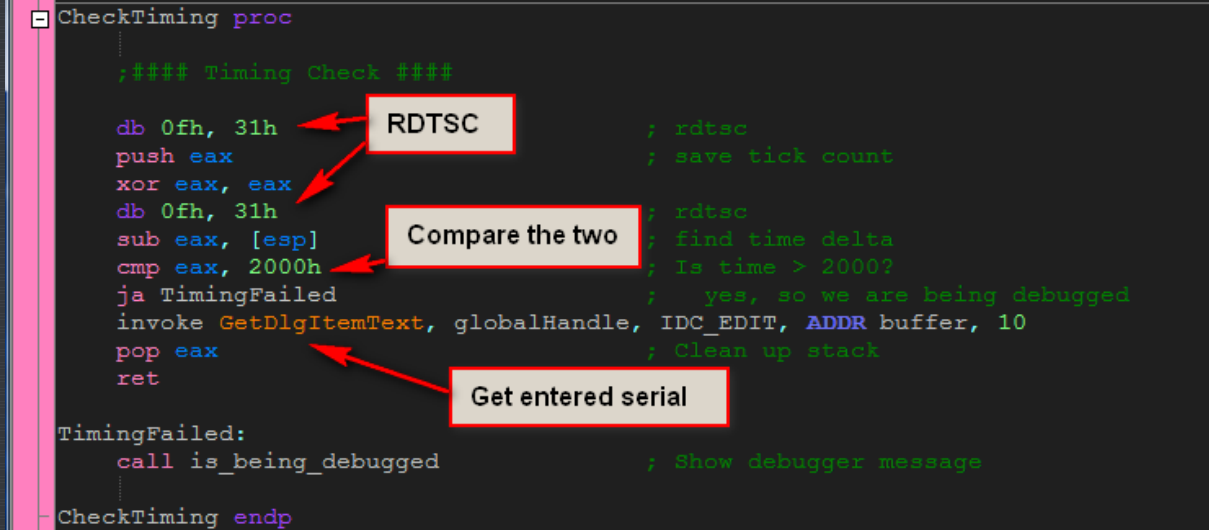 CheckTiming proc
;#### Timing Check ####
db 0fh, 31h ; rdtsc
RDTSC
push eax ; save tick count
xor eax, eax
db 0fh, 31h ; rdtsc
sub eax, [esp] ; find time delta
Compare the two
cmp eax, 2000h ; Is time > 2000?
ja TimingFailed ; yes, so we are being debugged
invoke GetDlgItemText, globalHandle, IDC_EDIT, ADDR buffer, 10
pop eax ; Clean up stack
ret
Get entered serial
TimingFailed:
call is_being_debugged ; Show debugger message
CheckTiming endp